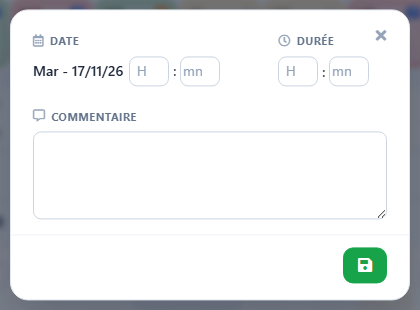 DATE
DURÉE
Mar - 17/11/26 H : mn
H : mn
COMMENTAIRE